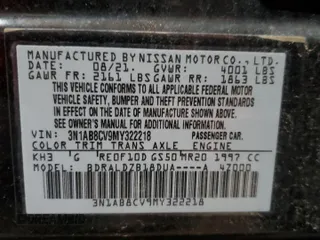 MANUFACTURED BY NISSAN MOTOR CO., LTD.
DATE: 08/21. GVWR: 4001 LBS
GAWR FR: 2161 LBS GAWR RR: 1863 LBS
THIS VEHICLE CONFORMS TO ALL APPLICABLE FEDERAL MOTOR
VEHICLE SAFETY, BUMPER, AND THEFT PREVENTION STANDARDS
IN EFFECT ON THE DATE OF MANUFACTURE SHOWN ABOVE.
SEE OWNER'S MANUAL FOR ADDITIONAL INFORMATION.
VIN: 3N1AB8CV9MY322218 PASSENGER CAR.
COLOR TRIM TRANS AXLE ENGINE
KH3 G RE0F10D GS50 MR20 1997 CC
MODEL: BDRALDZB18DUA----A 47000
3N1AB8CV9MY322218